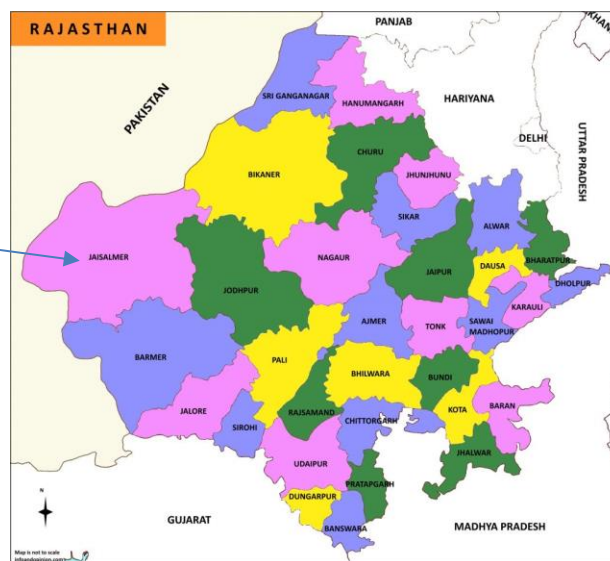 RAJASTHAN
PANJAB
PAKISTAN
SRI GANGANAGAR
HANUMANGARH
HARIYANA
DELHI
UTTAR PRADESH
CHURU
BIKANER
JHUNJHUNU
SIKAR
ALWAR
JAISALMER
NAGAUR
JAIPUR
DAUSA
BHARATPUR
DHOLPUR
JODHPUR
KARAULI
AJMER
TONK
SAWAI
MADHOPUR
BARMER
PALI
BHILWARA
BUNDI
JALORE
RAJSAMAND
KOTA
BARAN
SIROHI
CHITTORGARH
JHALWAR
UDAIPUR
PRATAPGARH
DUNGARPUR
BANSWARA
GUJARAT
MADHYA PRADESH
N
Map is not to scale